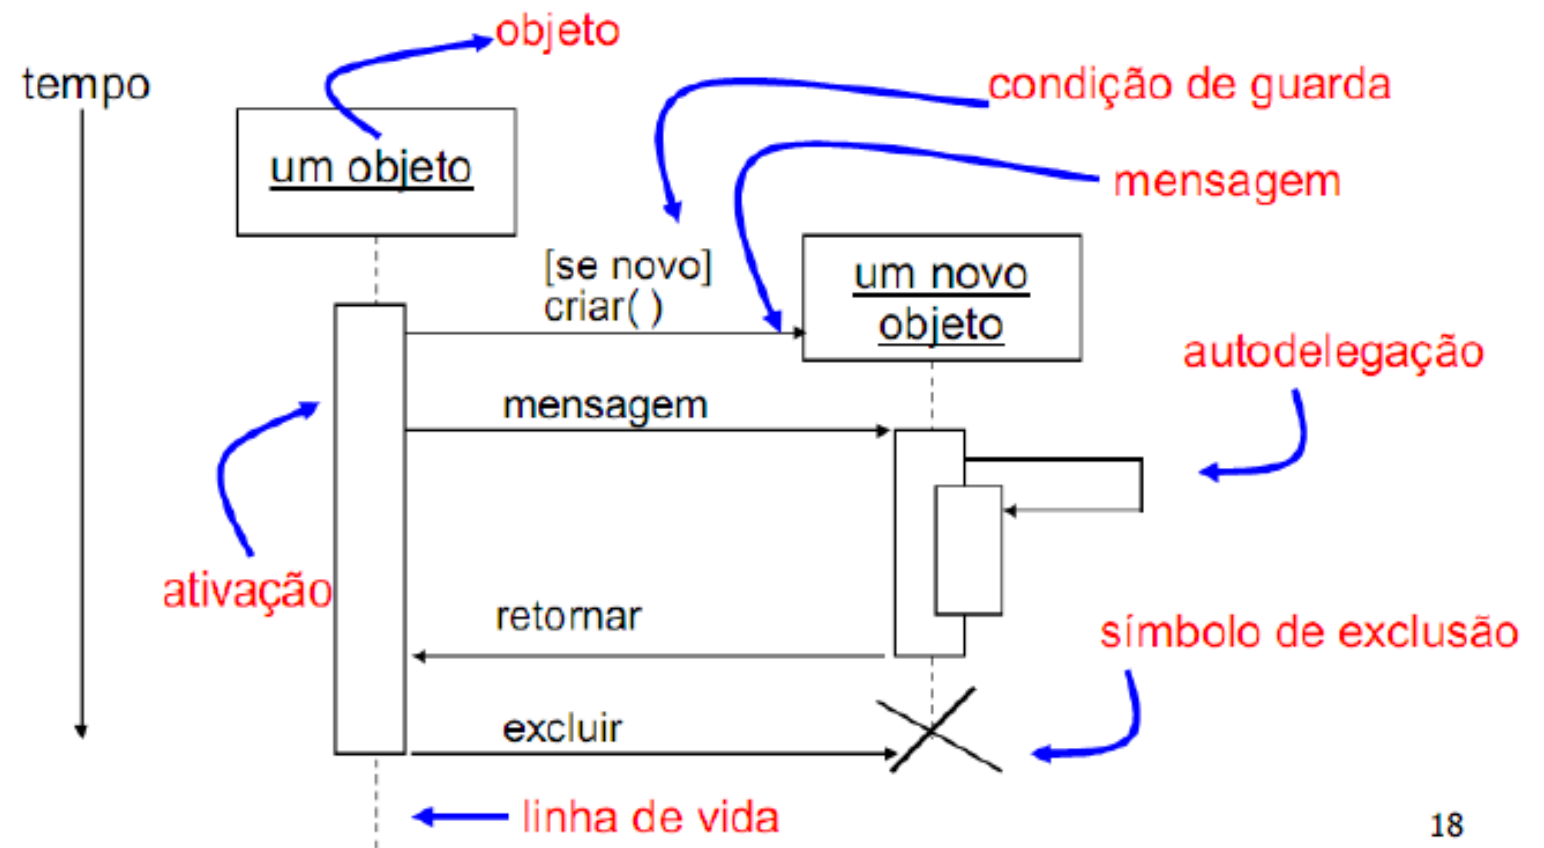 objeto
tempo
condição de guarda
um objeto
mensagem
[se novo]
criar( )
um novo
objeto
autodelegação
mensagem
ativação
retornar
símbolo de exclusão
excluir
linha de vida
18